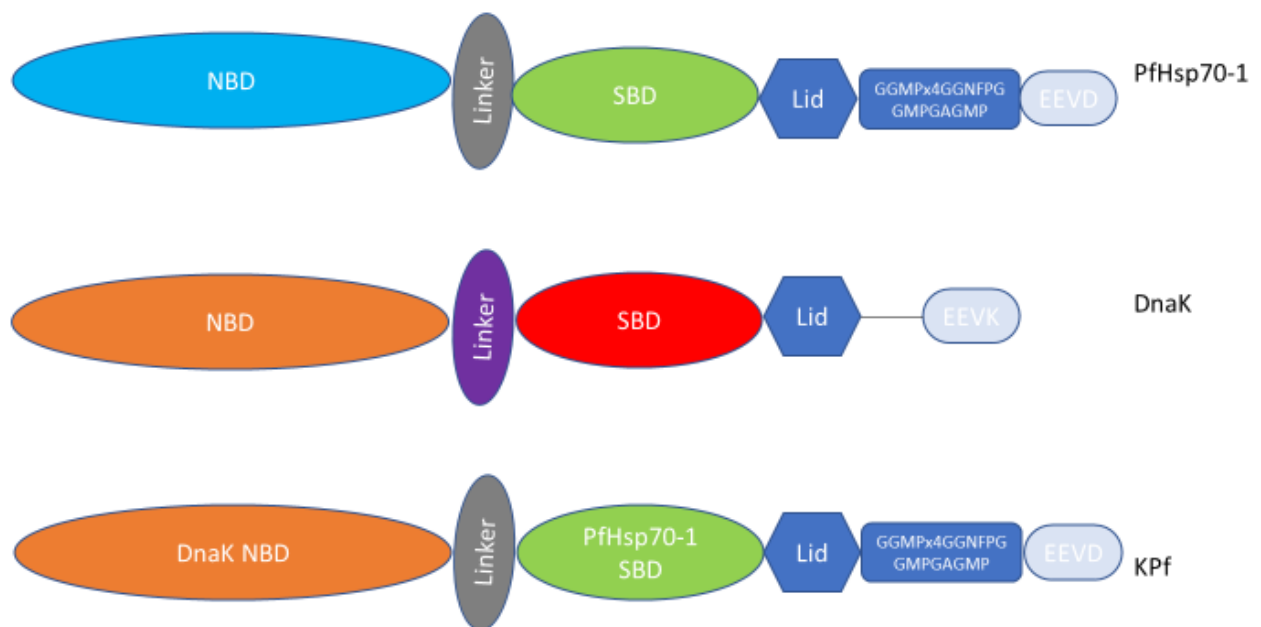 NBD
Linker
SBD
Lid
GGMPx4GGNFPG
GMPGAGMP
EEVD
PfHsp70-1
NBD
Linker
SBD
Lid
EEVK
DnaK
DnaK NBD
Linker
PfHsp70-1
SBD
Lid
GGMPx4GGNFPG
GMPGAGMP
EEVD
KPf